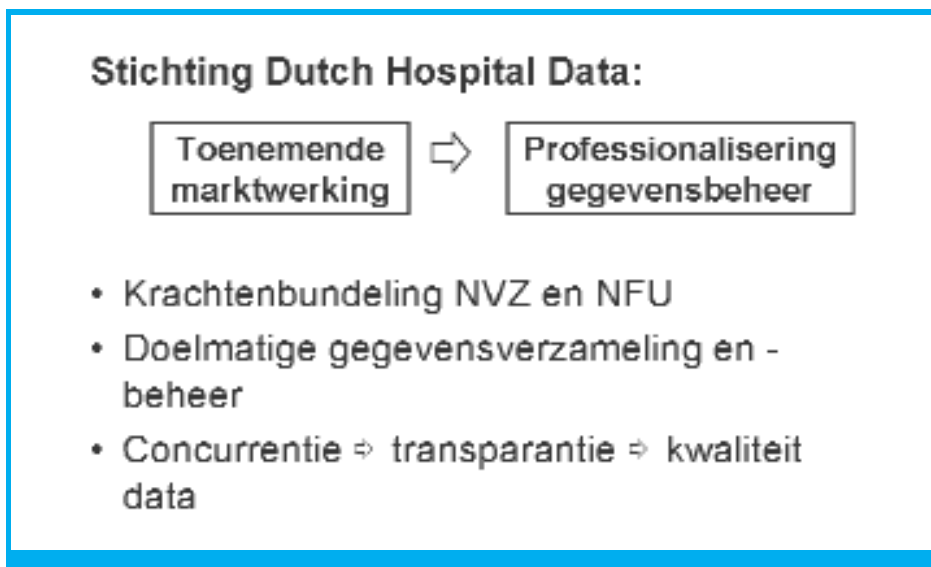 Stichting Dutch Hospital Data:
Toenemende
marktwerking
⇨
Professionalisering
gegevensbeheer
• Krachtenbundeling NVZ en NFU
• Doelmatige gegevensverzameling en -
beheer
• Concurrentie ⇨ transparantie ⇨ kwaliteit
data